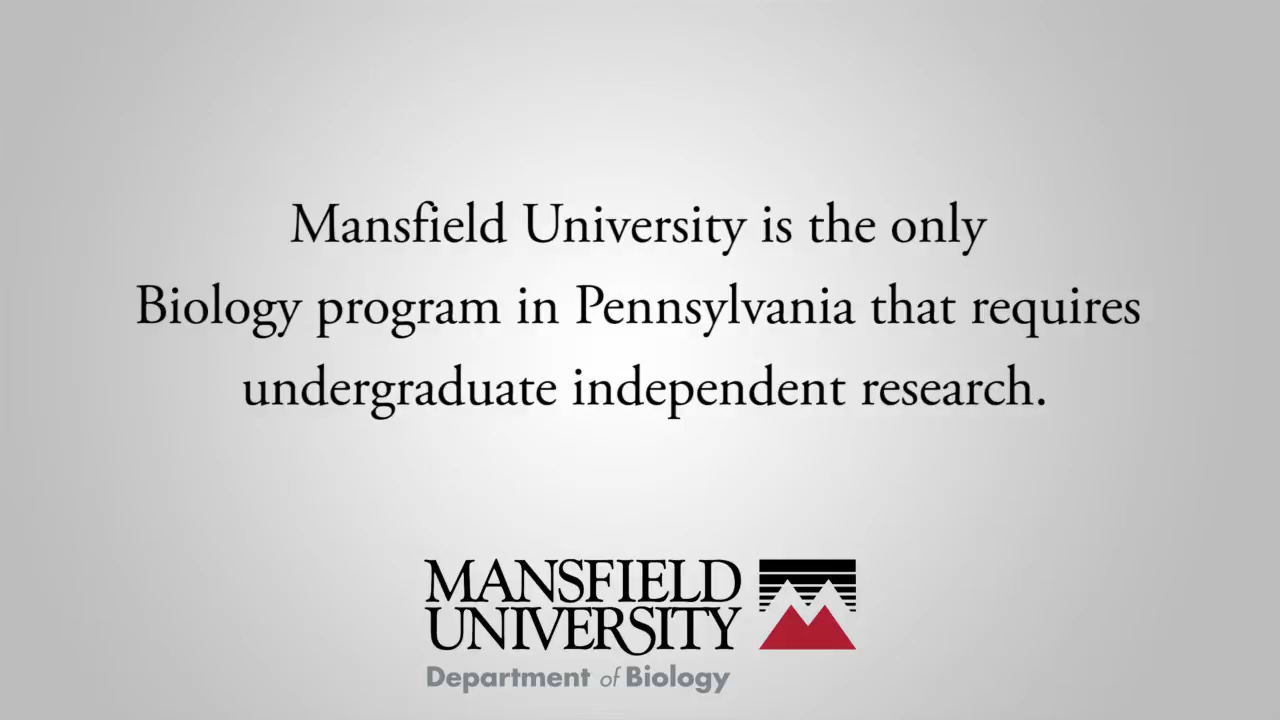 Mansfield University is the only
Biology program in Pennsylvania that requires
undergraduate independent research.
MANSFIELD
UNIVERSITY
Department of Biology